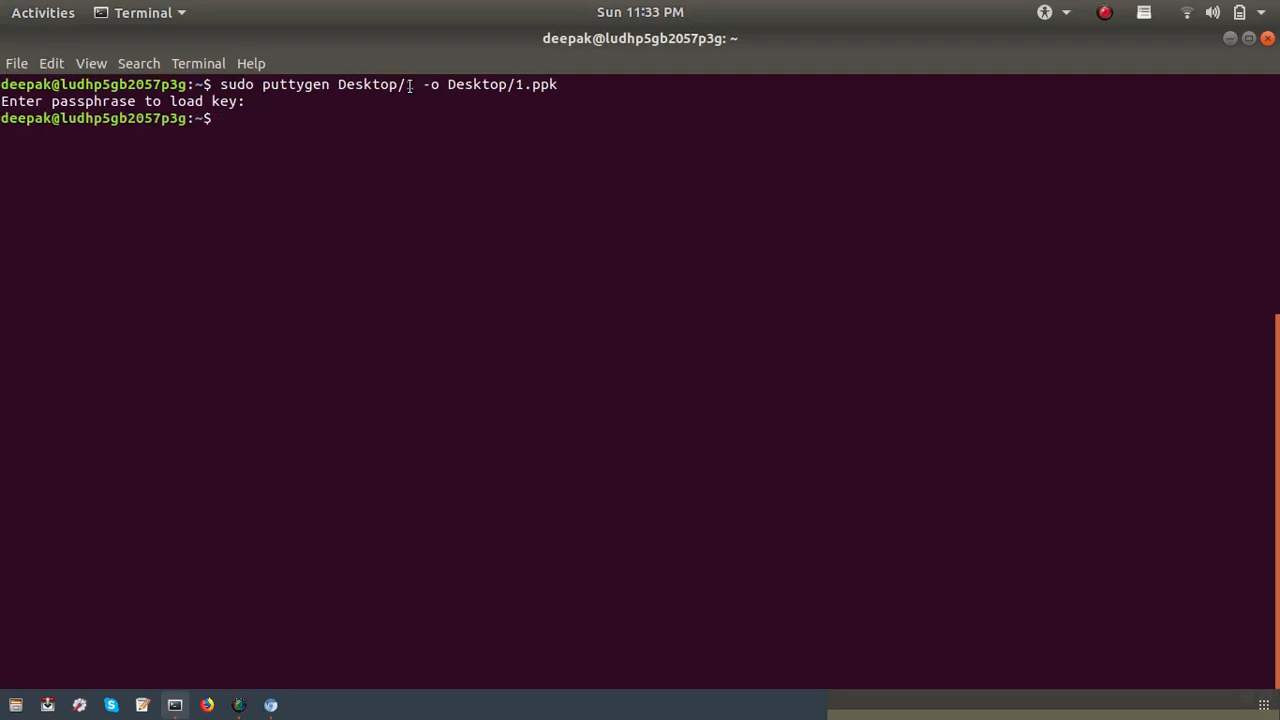 Activities Terminal Sun 11:33 PM
deepak@ludhp5gb2057p3g: ~
File Edit View Search Terminal Help
deepak@ludhp5gb2057p3g:~$ sudo puttygen Desktop/ -o Desktop/1.ppk
Enter passphrase to load key:
deepak@ludhp5gb2057p3g:~$